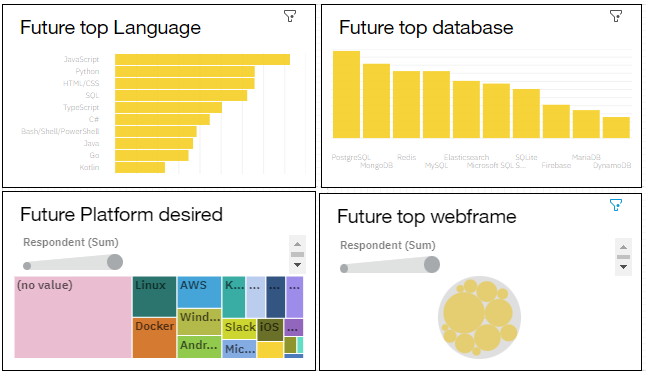 Future top Language
JavaScript
Python
HTML/CSS
SQL
TypeScript
C#
Bash/Shell/PowerShell
Java
Go
Kotlin
Future top database
PostgreSQL
MongoDB
Redis
MySQL
Elasticsearch
Microsoft SQL S...
SQLite
Firebase
MariaDB
DynamoDB
Future Platform desired
Respondent (Sum)
(no value)
Linux
AWS
K...
...
...
...
Docker
Wind...
Slack
iOS
...
Andr...
Mic...
Future top webframe
Respondent (Sum)